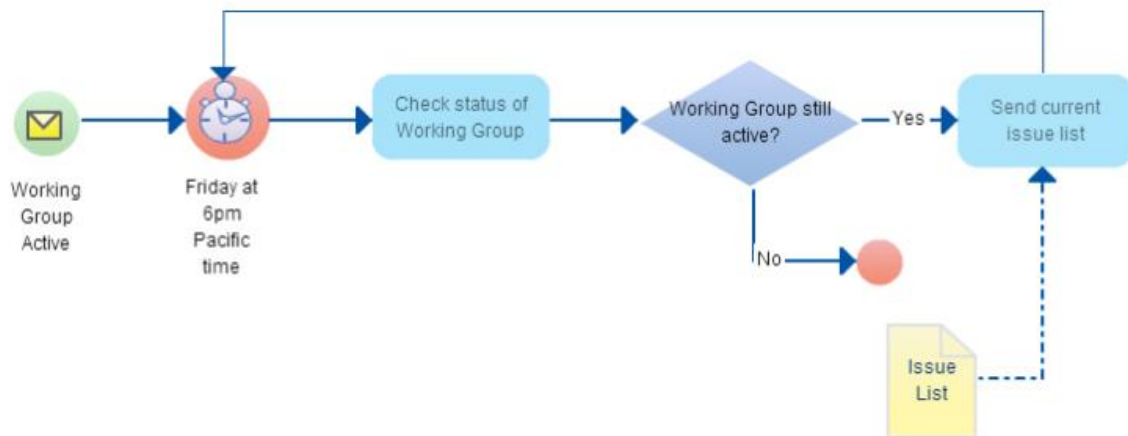 Working
Group
Active
Friday at
6pm
Pacific
time
Check status of
Working Group
Working Group still
active?
Yes
Send current
issue list
No
Issue
List